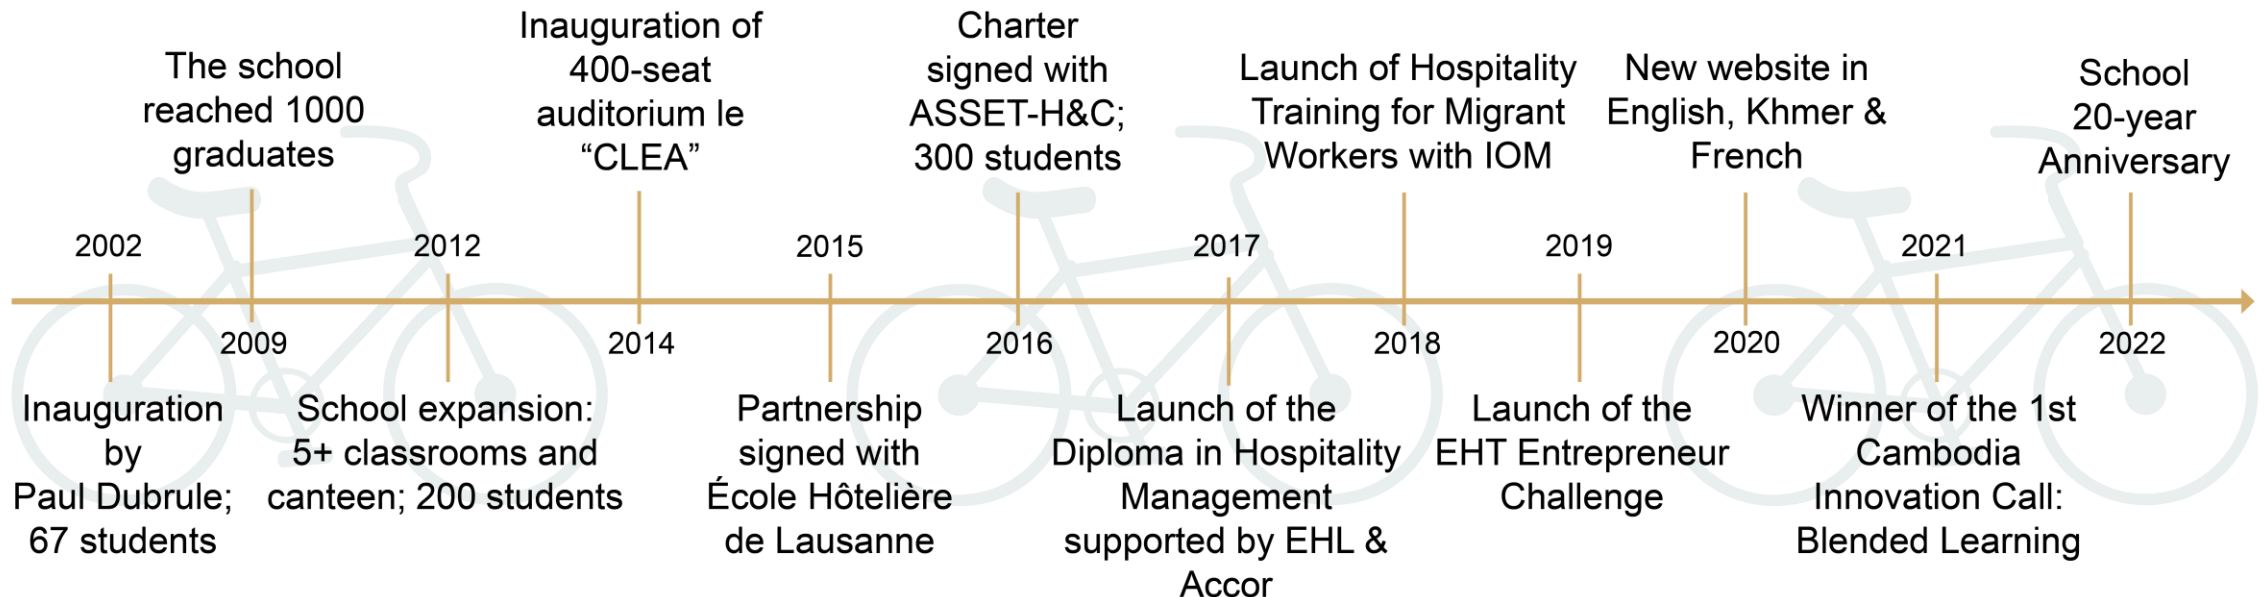 2002
Inauguration
by
Paul Dubrule;
67 students
The school
reached 1000
graduates
2009
2012
School expansion:
5+ classrooms and
canteen; 200 students
Inauguration of
400-seat
auditorium le
“CLEA”
2014
2015
Partnership
signed with
École Hôtelière
de Lausanne
Charter
signed with
ASSET-H&C;
300 students
2016
2017
Launch of the
Diploma in Hospitality
Management
supported by EHL &
Accor
Launch of Hospitality
Training for Migrant
Workers with IOM
2018
2019
Launch of the
EHT Entrepreneur
Challenge
New website in
English, Khmer &
French
2020
2021
Winner of the 1st
Cambodia
Innovation Call:
Blended Learning
School
20-year
Anniversary
2022